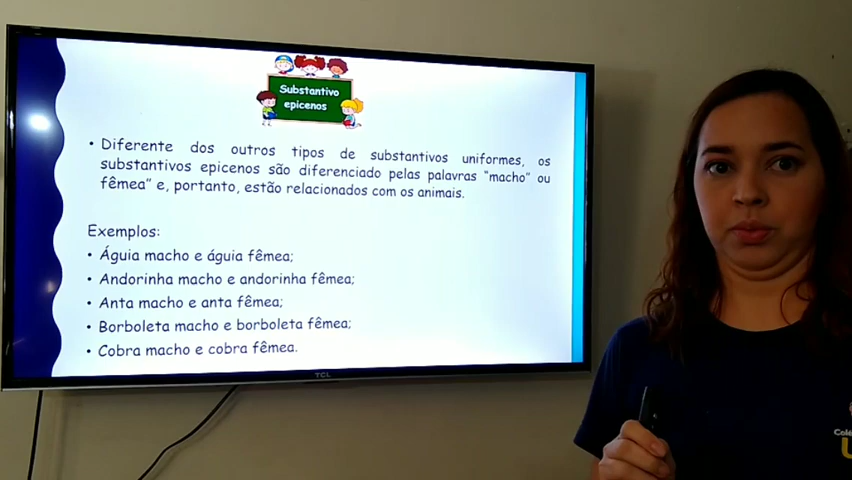 Substantivo
epicenos
• Diferente dos outros tipos de substantivos uniformes, os
substantivos epicenos são diferenciado pelas palavras “macho” ou
fêmea” e, portanto, estão relacionados com os animais.
Exemplos:
• Águia macho e águia fêmea;
• Andorinha macho e andorinha fêmea;
• Anta macho e anta fêmea;
• Borboleta macho e borboleta fêmea;
• Cobra macho e cobra fêmea.
TCL